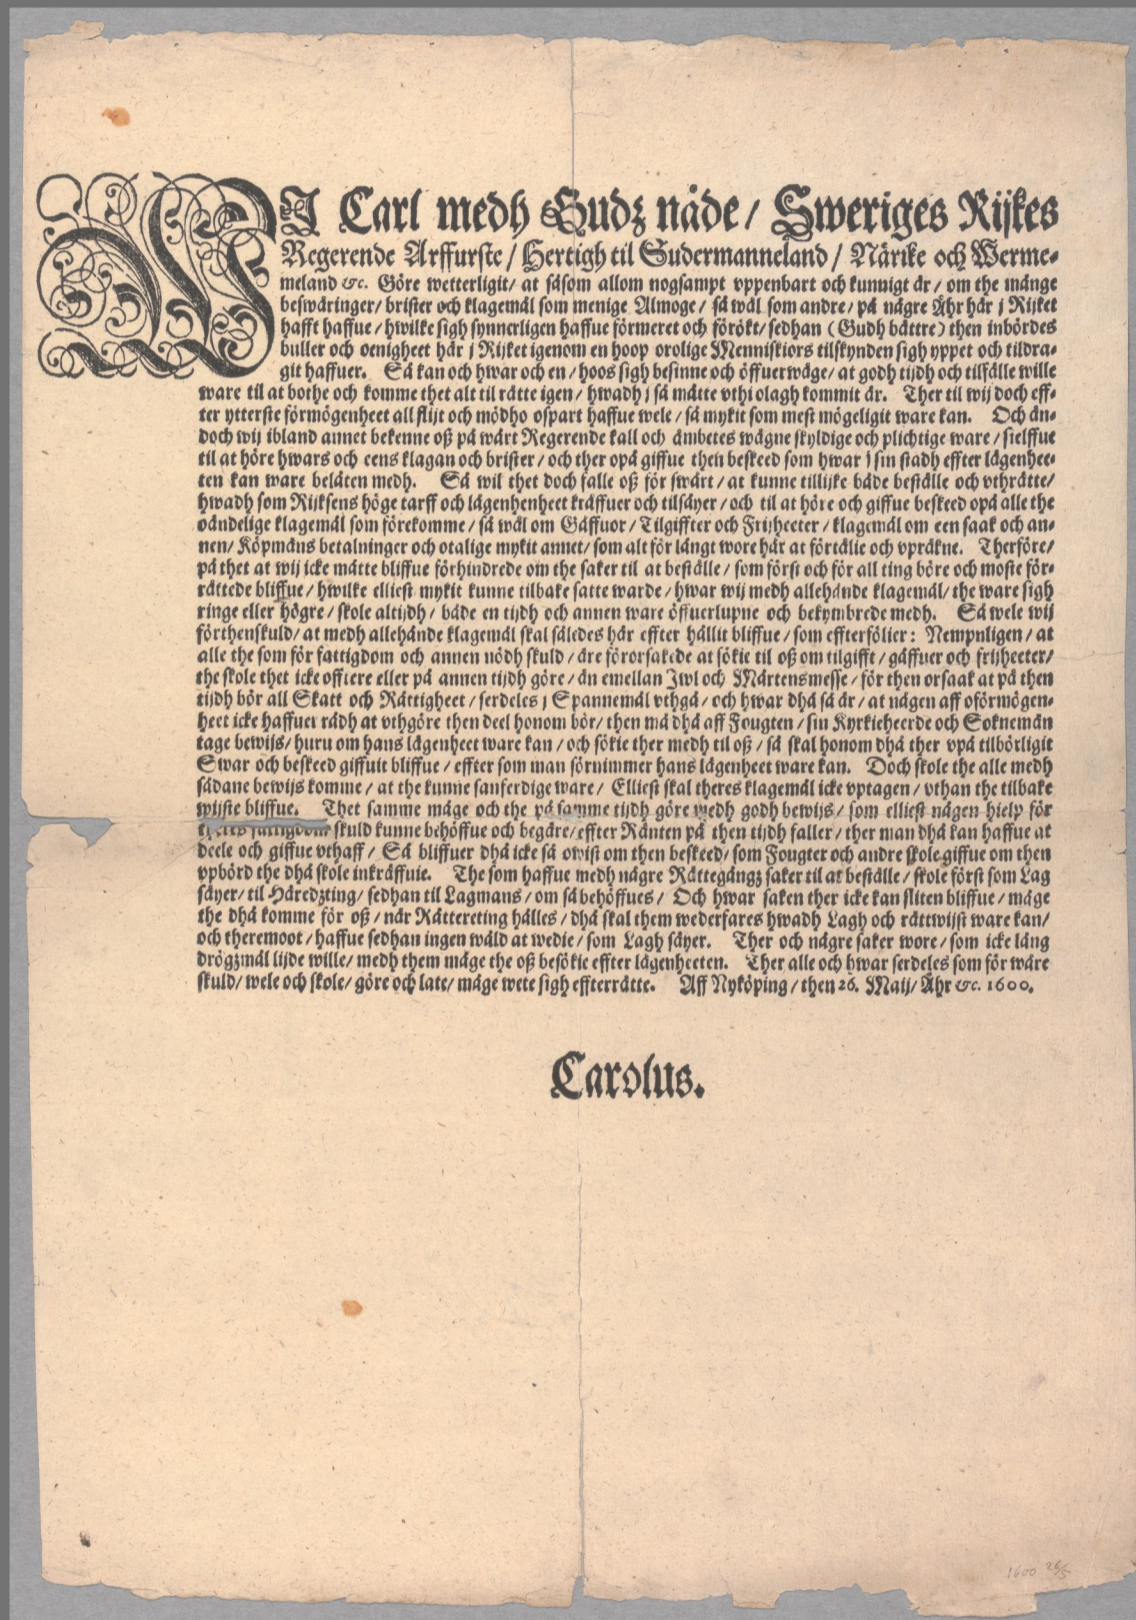 WJ Carl medh Gudz nåde / Sweriges Rijkes
Regerende Arffurste / Hertigh til Sudermanneland / Närike och Werme-
meland &c. Göre wetterligit / at såsom allom nogsampt vppenbart och kunnigt är / om the månge
beswäringer / brister och klagemål som menige Almoge / så wäl som andre / på någre Åhr här j Rijket
hafft haffue / hwilke sigh synnerligen haffue förmeret och förökt / sedhan (Gudh bättre) then inbördes
buller och oenigheet här j Rijket igenom en hoop orolige Menniskiors tilskynden sigh yppet och tildra-
git haffuer. Så kan och hwar och en / hoos sigh besinne och öffuerwäge / at godh tijdh och tilfälle wille
ware til at bothe och komme thet alt til rätte igen / hwadh j så måtte vthi olagh kommit är. Ther til wij doch eff-
ter ytterste förmögenheet all flijt och mödho ospart haffue wele / så mykit som mest mögeligit ware kan. Och än-
doch wij ibland annet bekenne oß på wårt Regerende kall och ämbetes wägne skyldige och plichtige ware / sielffue
til at höre hwars och eens klagan och brister / och ther opå giffue then beskeed som hwar j sin stadh effter lägenhee-
ten kan ware belåten medh. Så wil thet doch falle oß för swårt / at kunne tillijke både beställe och vthrätte /
hwadh som Rijksens höge tarff och lägenhenheet kräffuer och tilsäyer / och til at höre och giffue beskeed opå alle the
oändelige klagemål som förekomme / så wäl om Gåffuor / Tilgiffter och Frijheeter / klagemål om een saak och an-
nen / Köpmäns betalninger och otalige mykit annet / som alt för långt wore här at förtälie och vpräkne. Therföre /
på thet at wij icke måtte bliffue förhindrede om the saker til at beställe / som först och för all ting böre och moste för-
rättede bliffue / hwilke elliest mykit kunne tilbake satte warde / hwar wij medh allehånde klagemål / the ware sigh
ringe eller högre / skole altijdh / både en tijdh och annen ware öffuerlupne och bekymbrede medh. Så wele wij
förthenskuld / at medh allehånde klagemål skal således här effter hållit bliffue / som effterfölier: Nempnligen / at
alle the som för fattigdom och annen nödh skuld / äre förorsakede at sökie til oß om tilgifft / gåffuer och frijheeter /
the skole thet icke offtere eller på annen tijdh göre / än emellan Jwl och Mårtensmesse / för then orsaak at på then
tijdh bör all Skatt och Rättigheet / serdeles j Spannemål vthgå / och hwar dhå så är / at någen aff oförmögen-
heet icke haffuer rådh at vthgöre then deel honom bör / then må dhå aff Fougten / sin Kyrkieheerde och Soknemän
tage bewijs / huru om hans lägenheet ware kan / och sökie ther medh til oß / så skal honom dhå ther vpå tilbörligit
Swar och beskeed giffuit bliffue / effter som man förnimmer hans lägenheet ware kan. Doch skole the alle medh
sådane bewijs komme / at the kunne sanferdige ware / Elliest skal theres klagemål icke vptagen / vthan the tilbake
wijste bliffue. Thet samme måge och the på samme tijdh göre medh godh bewijs / som elliest någen hielp för
theres fattigdom skuld kunne behöffue och begäre / effter Ränten på then tijdh faller / ther man dhå kan haffue at
deele och giffue vthaff / Så bliffuer dhå icke så owist om then beskeed / som Fougter och andre skole giffue om then
vpbörd the dhå skole inkräffuie. The som haffue medh någre Rättegångz saker til at beställe / skole först som Lag
säyer / til Häredzting / sedhan til Lagmans / om så behöffues / Och hwar saken ther icke kan sliten bliffue / måge
the dhå komme för oß / när Rättereting hålles / dhå skal them wederfares hwadh Lagh och rättwijst ware kan /
och theremoot / haffue sedhan ingen wåld at wedie / som Lagh säyer. Ther och någre saker wore / som icke lång
drögzmål lijde wille / medh them måge the oß besökie effter lägenheeten. Ther alle och hwar serdeles som för wåre
skuld / wele och skole / göre och late / måge wete sigh effterrätte. Aff Nyköping / then 26. Maij / Åhr &c. 1600.
Carolus.
1600 26/5